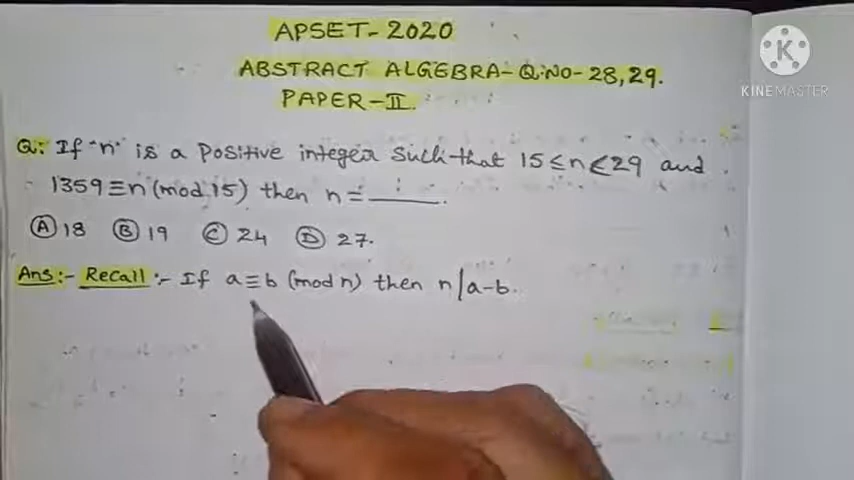 APSET-2020
ABSTRACT ALGEBRA-Q.NO-28,29.
PAPER-II.
KINEMASTER
Q: If "n" is a positive integer such that 15≤n<29 and
1359≡n(mod 15) then n=______.
(A) 18 (B) 19 (C) 24 (D) 27.
Ans:- Recall:- If a≡b (mod n) then n|a-b.